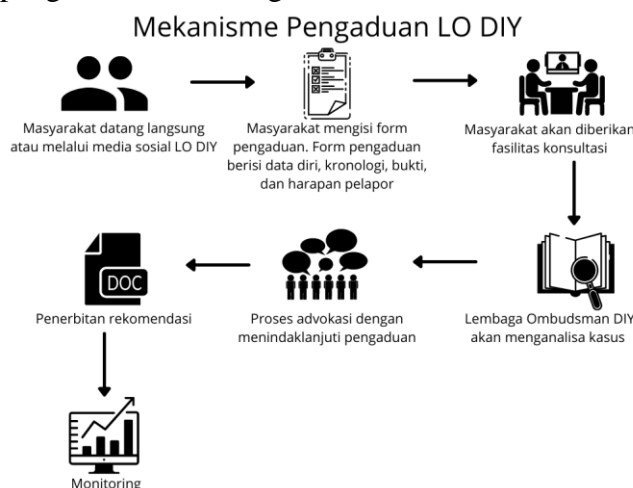 Mekanisme Pengaduan LO DIY
Masyarakat datang langsung
atau melalui media sosial LO DIY
Masyarakat mengisi form
pengaduan. Form pengaduan
berisi data diri, kronologi, bukti,
dan harapan pelapor
Masyarakat akan diberikan
fasilitas konsultasi
DOC
Penerbitan rekomendasi
Proses advokasi dengan
menindaklanjuti pengaduan
Lembaga Ombudsman DIY
akan menganalisa kasus
Monitoring